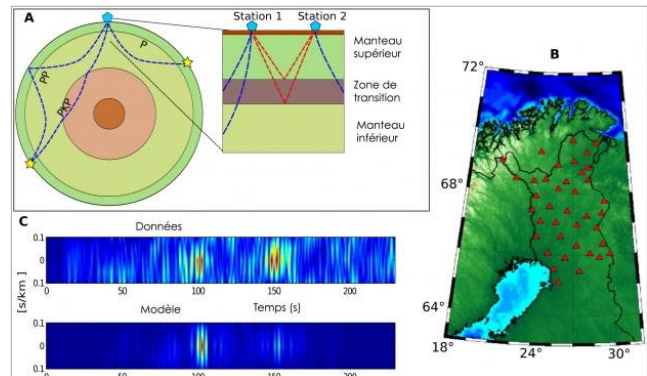 A
Station 1 Station 2
P
PP
PKP
Manteau
supérieur
Zone de
transition
Manteau
inférieur
B
72°
68°
64°
18° 24° 30°
C
Données
0.1
0
0.1
[s/km]
0 50 100 150 200
Modèle Temps (s)
0.1
0
0.1
0 50 100 150 200